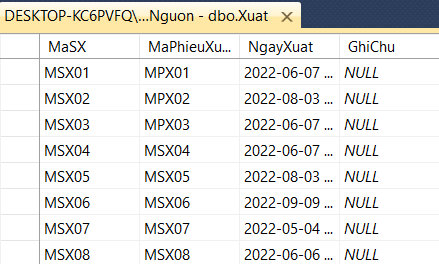 DESKTOP-KC6PVFQ\...Nguon - dbo.Xuat
MaSX MaPhieuXu... NgayXuat GhiChu
MSX01 MPX01 2022-06-07 ... NULL
MSX02 MPX02 2022-08-03 ... NULL
MSX03 MPX03 2022-06-07 ... NULL
MSX04 MSX04 2022-06-07 ... NULL
MSX05 MSX05 2022-08-03 ... NULL
MSX06 MSX06 2022-09-09 ... NULL
MSX07 MSX07 2022-05-04 ... NULL
MSX08 MSX08 2022-06-06 ... NULL